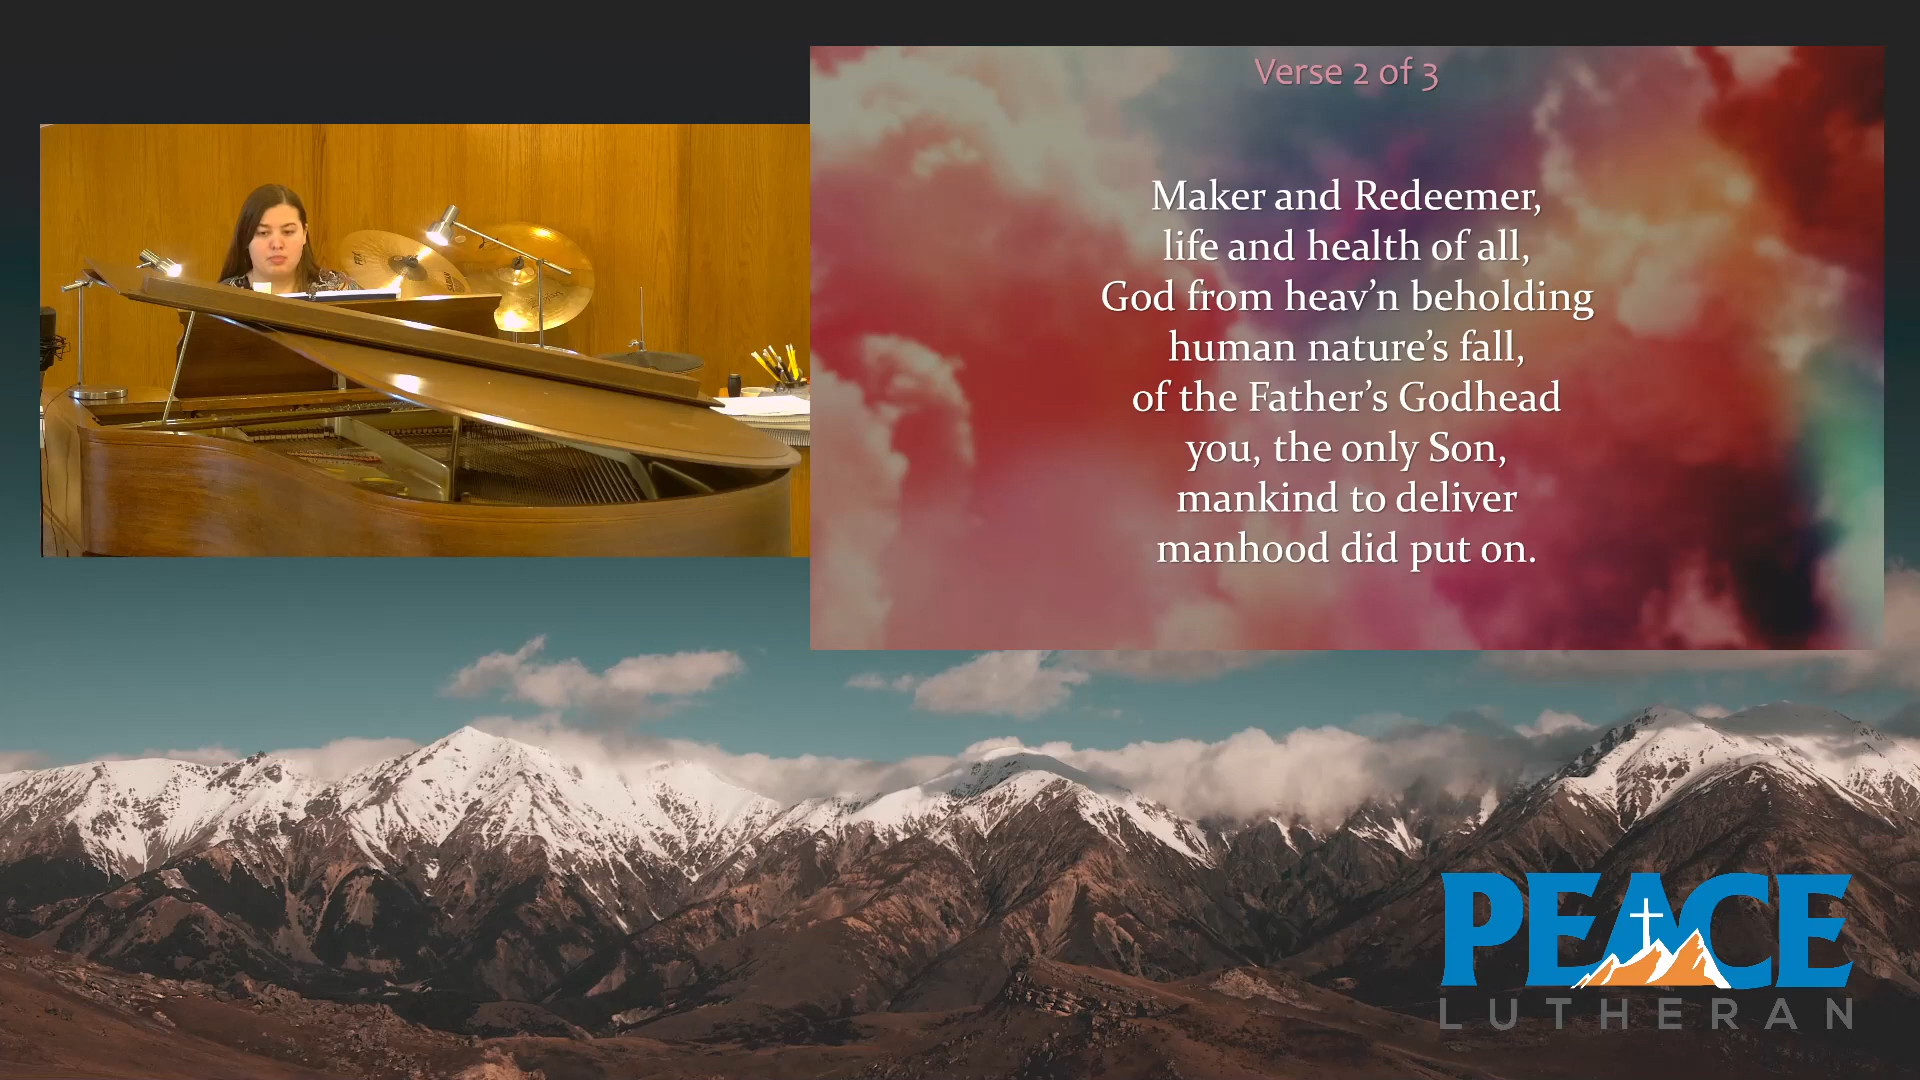 Verse 2 of 3
Maker and Redeemer,
life and health of all,
God from heav’n beholding
human nature’s fall,
of the Father’s Godhead
you, the only Son,
mankind to deliver
manhood did put on.
PEACE
LUTHERAN